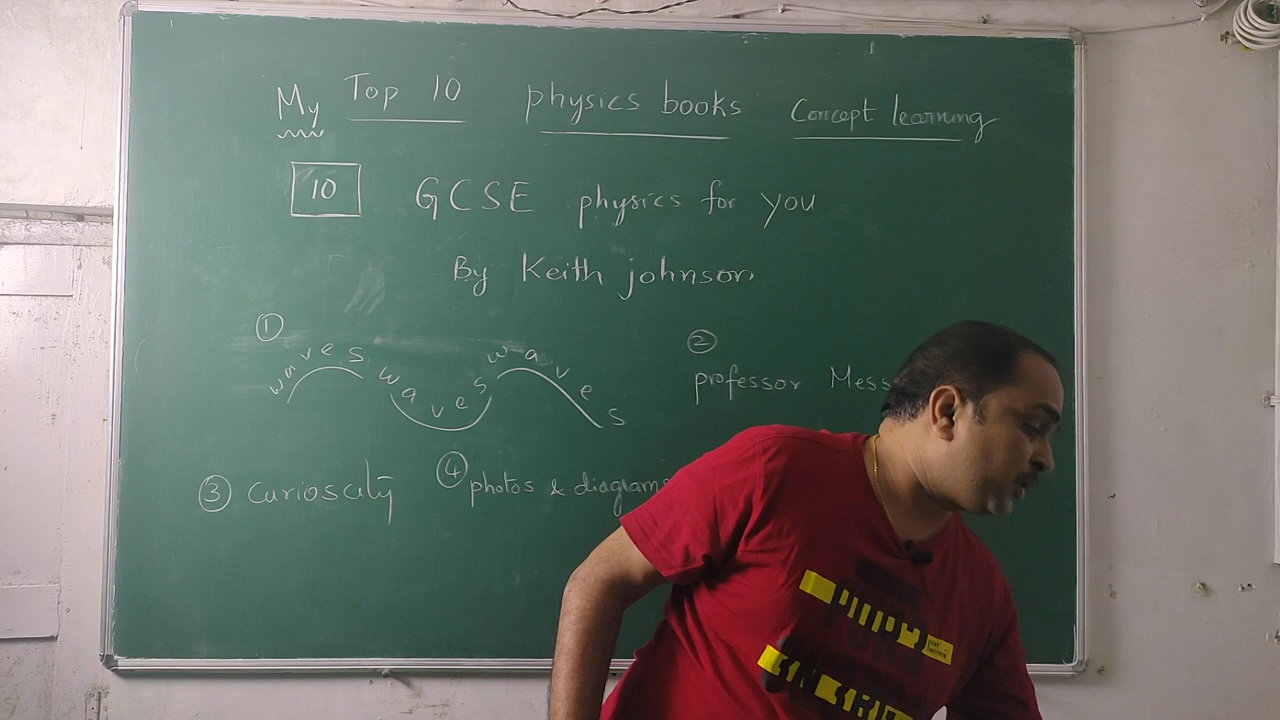 My Top 10 physics books Concept learning
10 GCSE physics for you
By Keith johnson
① ②
waves waves waves
professor Mess
③ curioscity ④ photos & diagrams